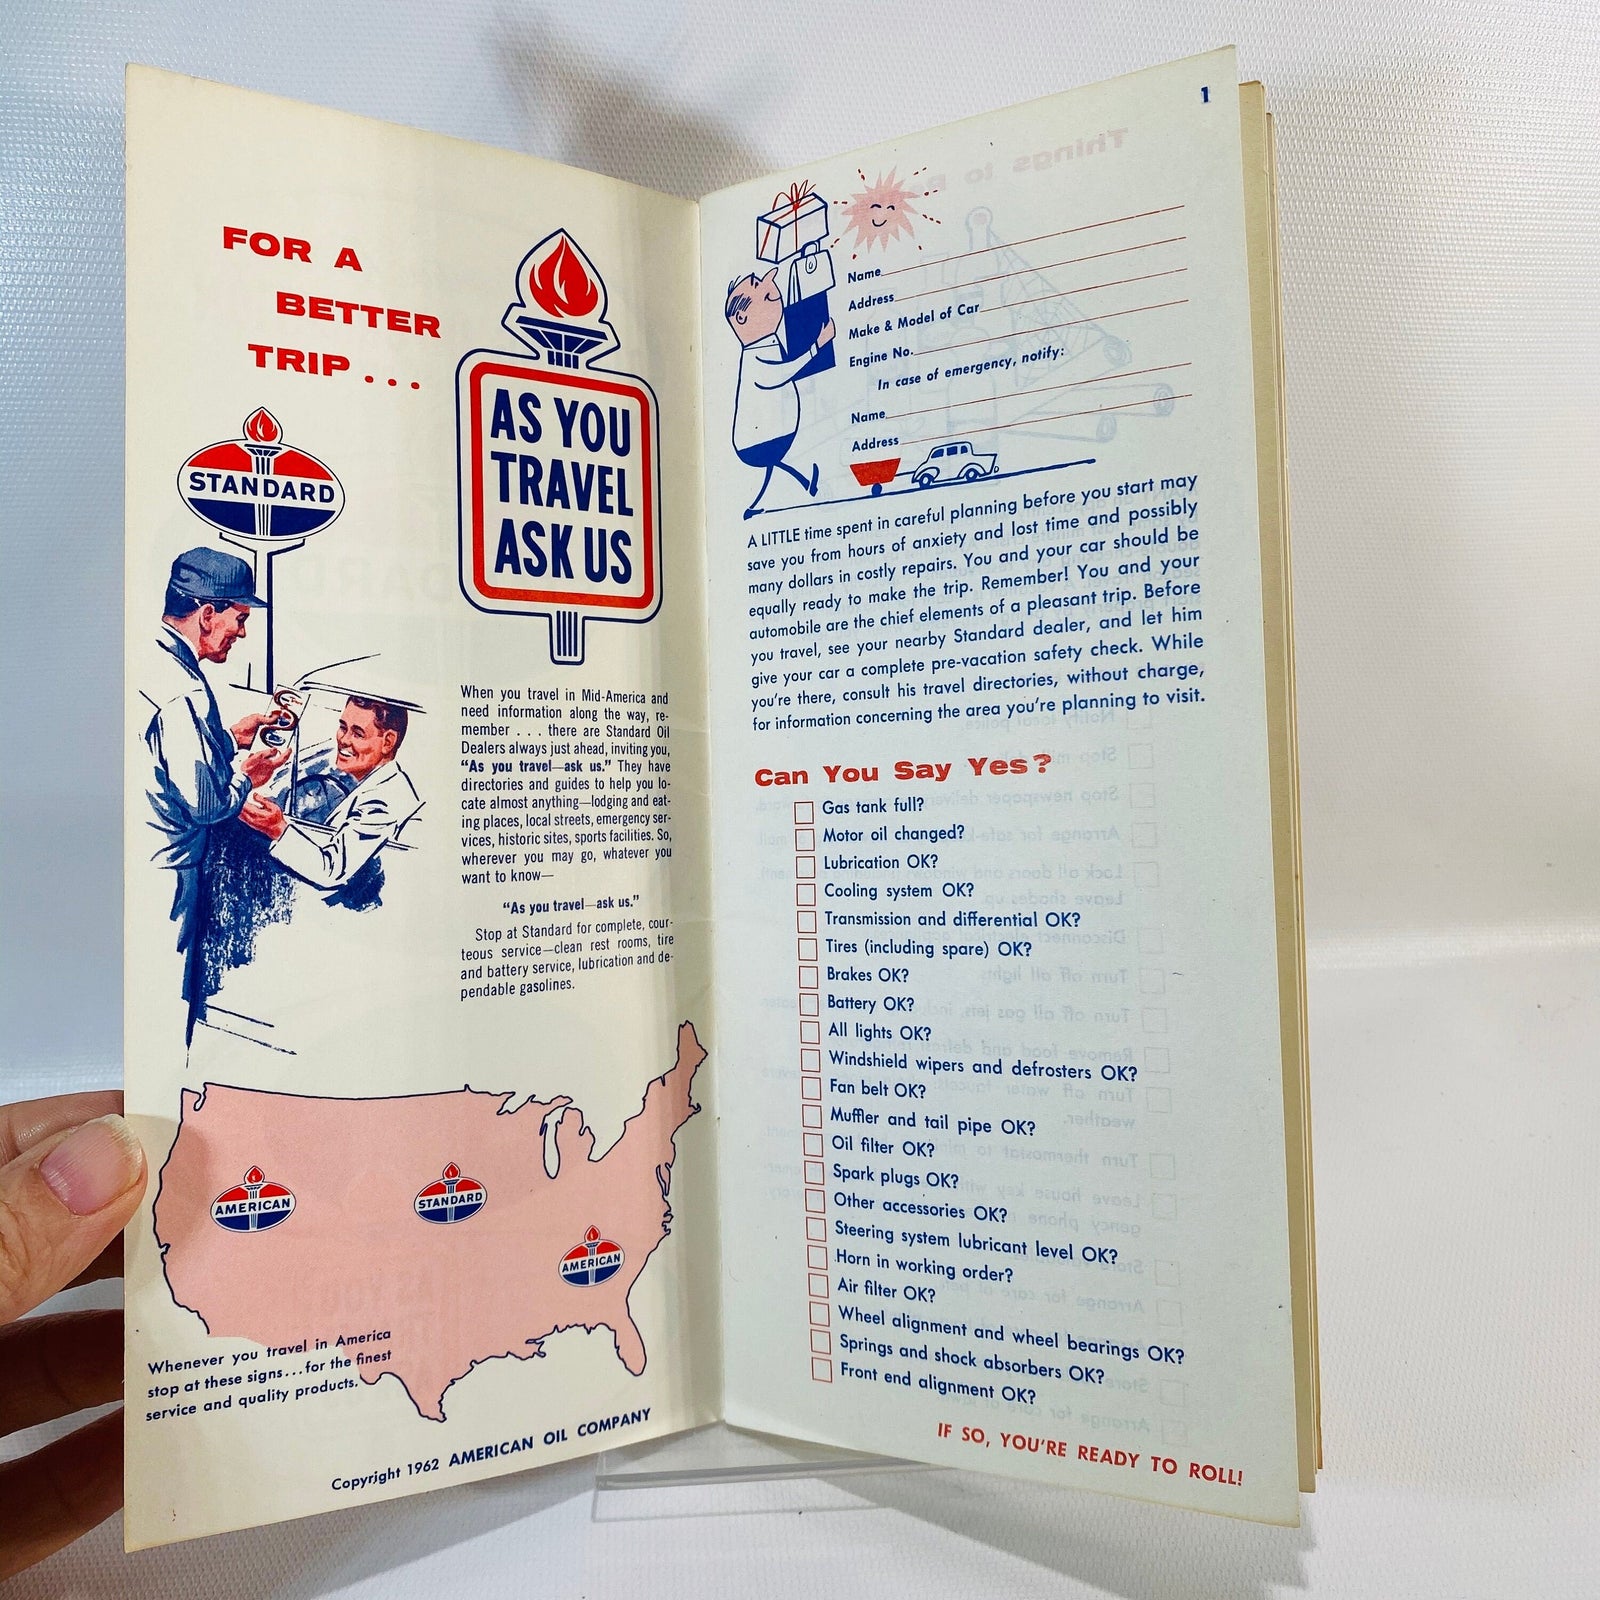 FOR A
BETTER
TRIP...
STANDARD
AS YOU
TRAVEL
ASK US
When you travel in Mid-America and
need information along the way, re-
member . . . there are Standard Oil
Dealers always just ahead, inviting you,
“As you travel—ask us.” They have
directories and guides to help you lo-
cate almost anything—lodging and eat-
ing places, local streets, emergency ser-
vices, historic sites, sports facilities. So,
wherever you may go, whatever you
want to know—
“As you travel—ask us.”
Stop at Standard for complete, cour-
teous service—clean rest rooms, tire
and battery service, lubrication and de-
pendable gasolines.
AMERICAN
STANDARD
AMERICAN
Whenever you travel in America
stop at these signs...for the finest
service and quality products.
Copyright 1962 AMERICAN OIL COMPANY
1
Name
Address
Make & Model of Car
Engine No.
In case of emergency, notify:
Name
Address
A LITTLE time spent in careful planning before you start may
save you from hours of anxiety and lost time and possibly
many dollars in costly repairs. You and your car should be
equally ready to make the trip. Remember! You and your
automobile are the chief elements of a pleasant trip. Before
you travel, see your nearby Standard dealer, and let him
give your car a complete pre-vacation safety check. While
you're there, consult his travel directories, without charge,
for information concerning the area you're planning to visit.
Can You Say Yes?
Gas tank full?
Motor oil changed?
Lubrication OK?
Cooling system OK?
Transmission and differential OK?
Tires (including spare) OK?
Brakes OK?
Battery OK?
All lights OK?
Windshield wipers and defrosters OK?
Fan belt OK?
Muffler and tail pipe OK?
Oil filter OK?
Spark plugs OK?
Other accessories OK?
Steering system lubricant level OK?
Horn in working order?
Air filter OK?
Wheel alignment and wheel bearings OK?
Springs and shock absorbers OK?
Front end alignment OK?
IF SO, YOU'RE READY TO ROLL!